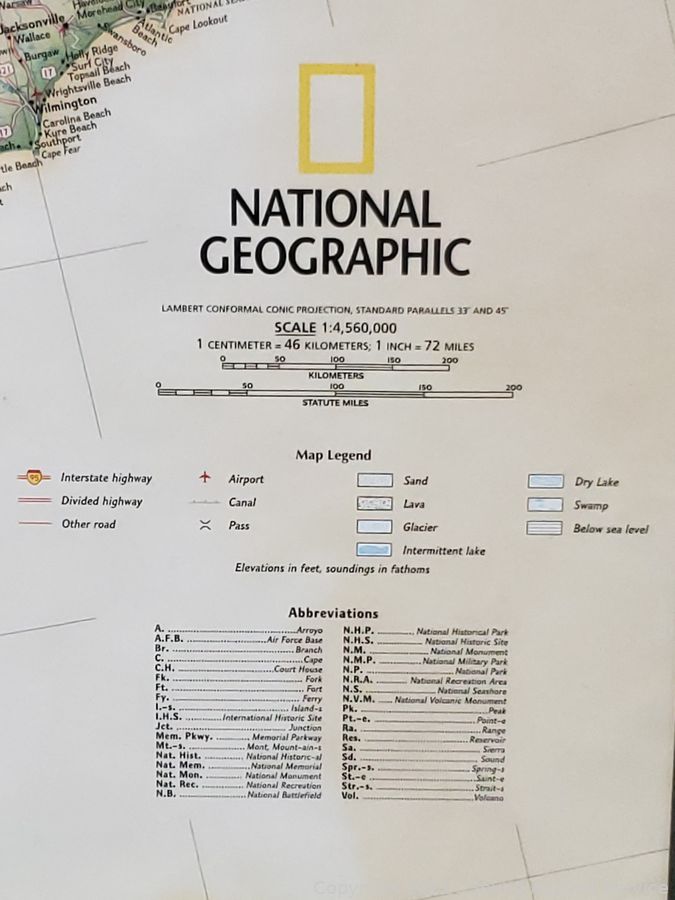 Morehead City
NATIONAL
Jacksonville
Atlantic
Beach
Cape Lookout
Wallace
Swansboro
Burgaw
Holly Ridge
Surf City
Topsail Beach
17
Wrightsville Beach
Wilmington
Carolina Beach
Kure Beach
17
Southport
Cape Fear
NATIONAL
GEOGRAPHIC
LAMBERT CONFORMAL CONIC PROJECTION, STANDARD PARALLELS 33° AND 45°
SCALE 1:4,560,000
1 CENTIMETER = 46 KILOMETERS; 1 INCH = 72 MILES
0 50 100 150 200
KILOMETERS
0 50 100 150 200
STATUTE MILES
Map Legend
95 Interstate highway
Divided highway
Other road
Airport
Canal
Pass
Sand
Lava
Glacier
Intermittent lake
Dry Lake
Swamp
Below sea level
Elevations in feet, soundings in fathoms
Abbreviations
A. Arroyo
A.F.B. Air Force Base
Br. Branch
C. Cape
C.H. Court House
Fk. Fork
Ft. Fort
Fy. Ferry
I.-s. Island-s
I.H.S. International Historic Site
Jct. Junction
Mem. Pkwy. Memorial Parkway
Mt.-s. Mont, Mount-ain-s
Nat. Hist. National Historic-al
Nat. Mem. National Memorial
Nat. Mon. National Monument
Nat. Rec. National Recreation
N.B. National Battlefield
N.H.P. National Historical Park
N.H.S. National Historic Site
N.M. National Monument
N.M.P. National Military Park
N.P. National Park
N.R.A. National Recreation Area
N.S. National Seashore
N.V.M. National Volcanic Monument
Pk. Peak
Pt.-e. Point-e
Ra. Range
Res. Reservoir
Sa. Sierra
Sd. Sound
Spr.-s. Spring-s
St.-e Saint-e
Str.-s. Strait-s
Vol. Volcano